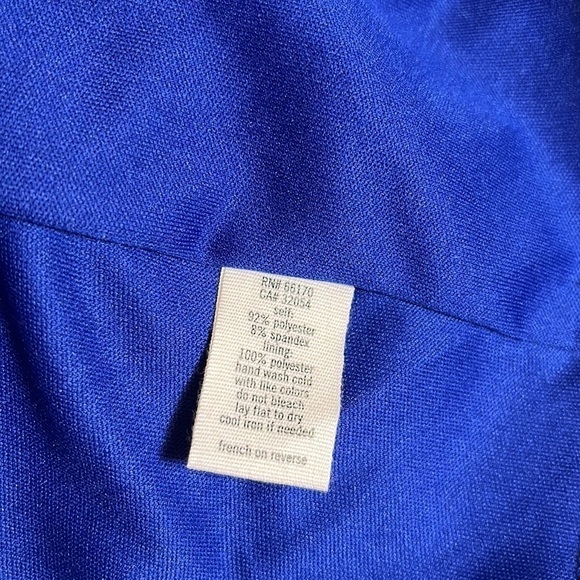 RN# 66170
CA# 32054
self:
92% polyester
8% spandex
lining:
100% polyester
hand wash cold
with like colors
do not bleach
lay flat to dry
cool iron if needed
french on reverse